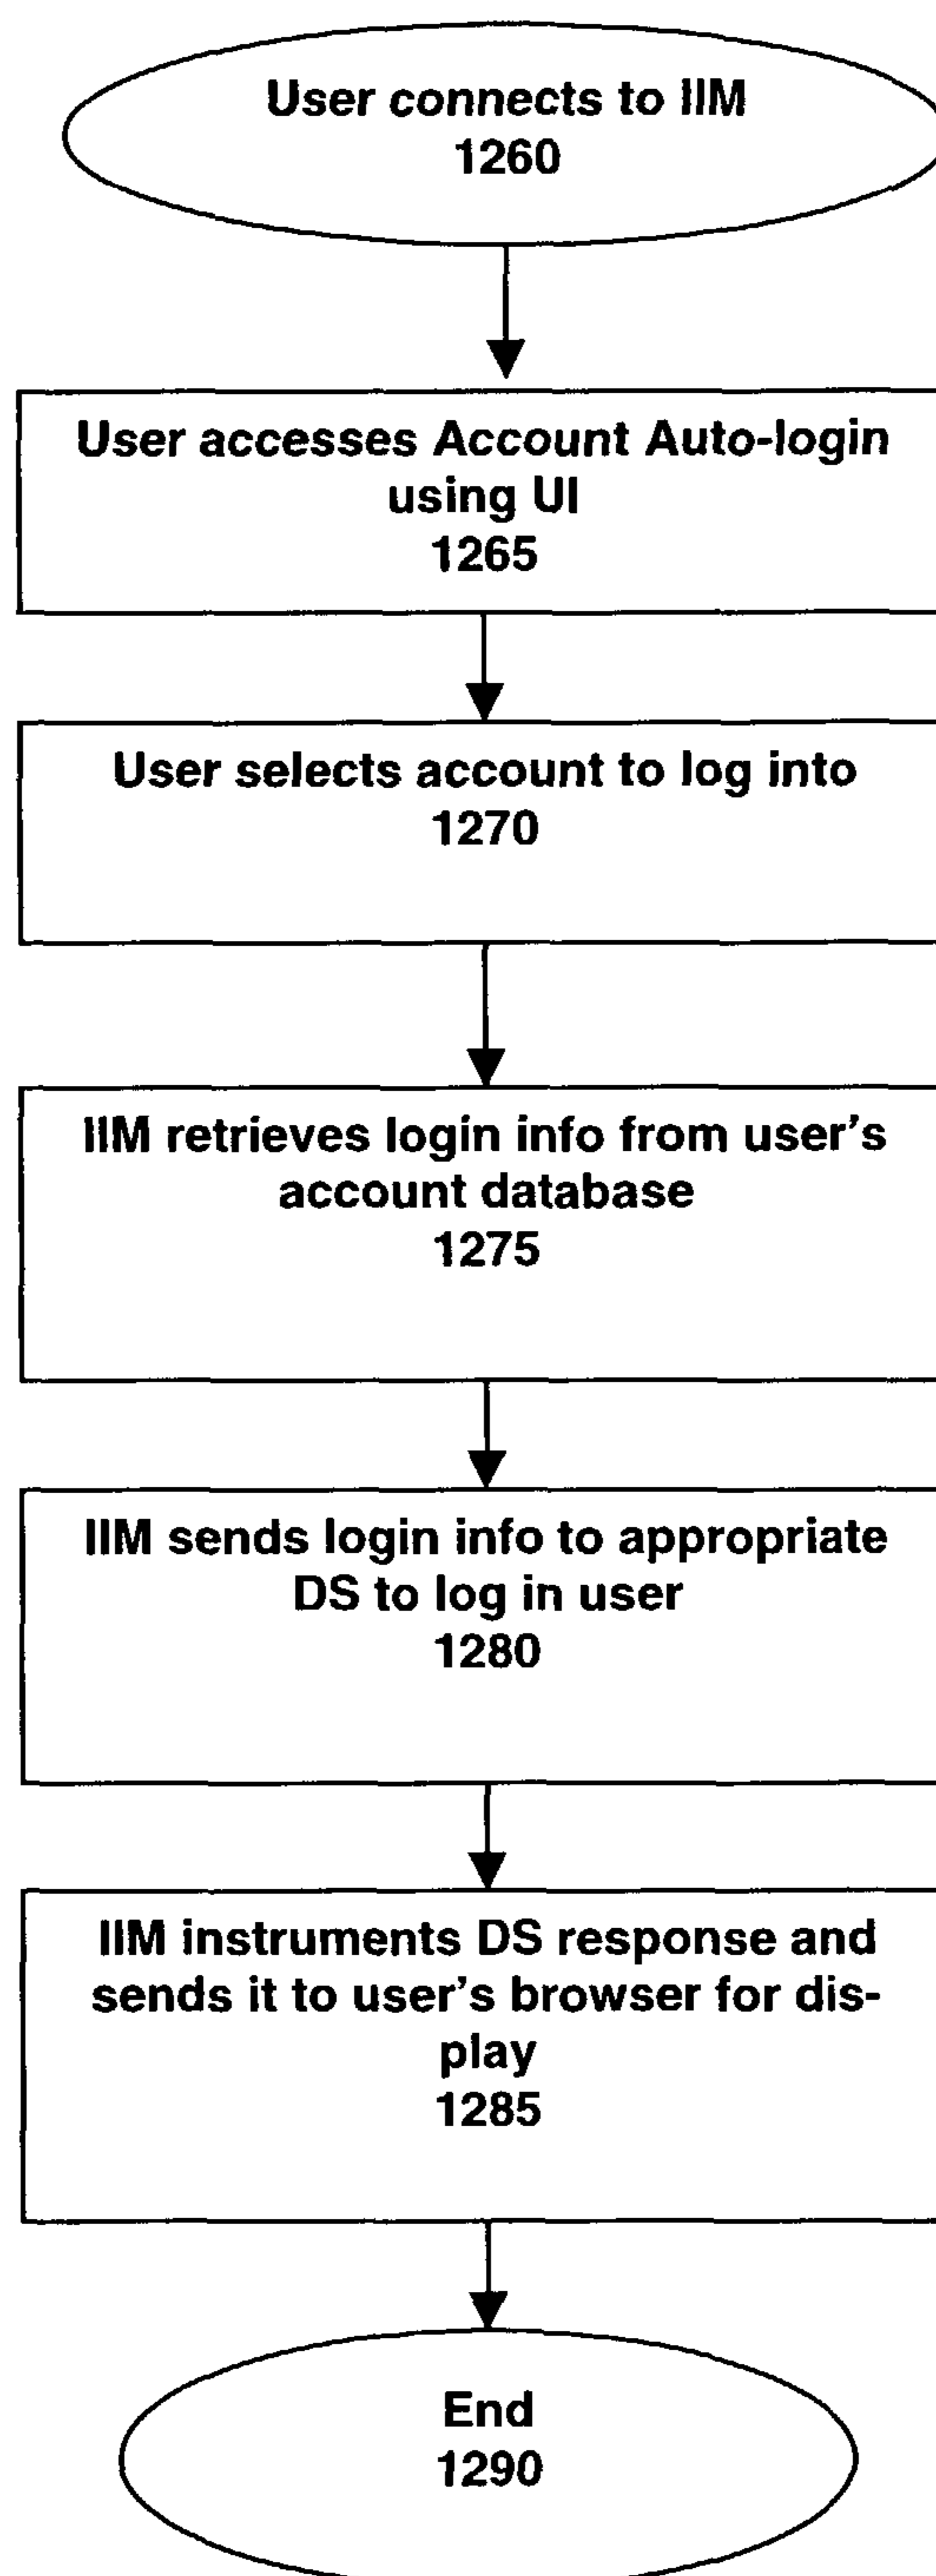 User connects to IIM
1260
User accesses Account Auto-login
using UI
1265
User selects account to log into
1270
IIM retrieves login info from user's
account database
1275
IIM sends login info to appropriate
DS to log in user
1280
IIM instruments DS response and
sends it to user's browser for dis-
play
1285
End
1290